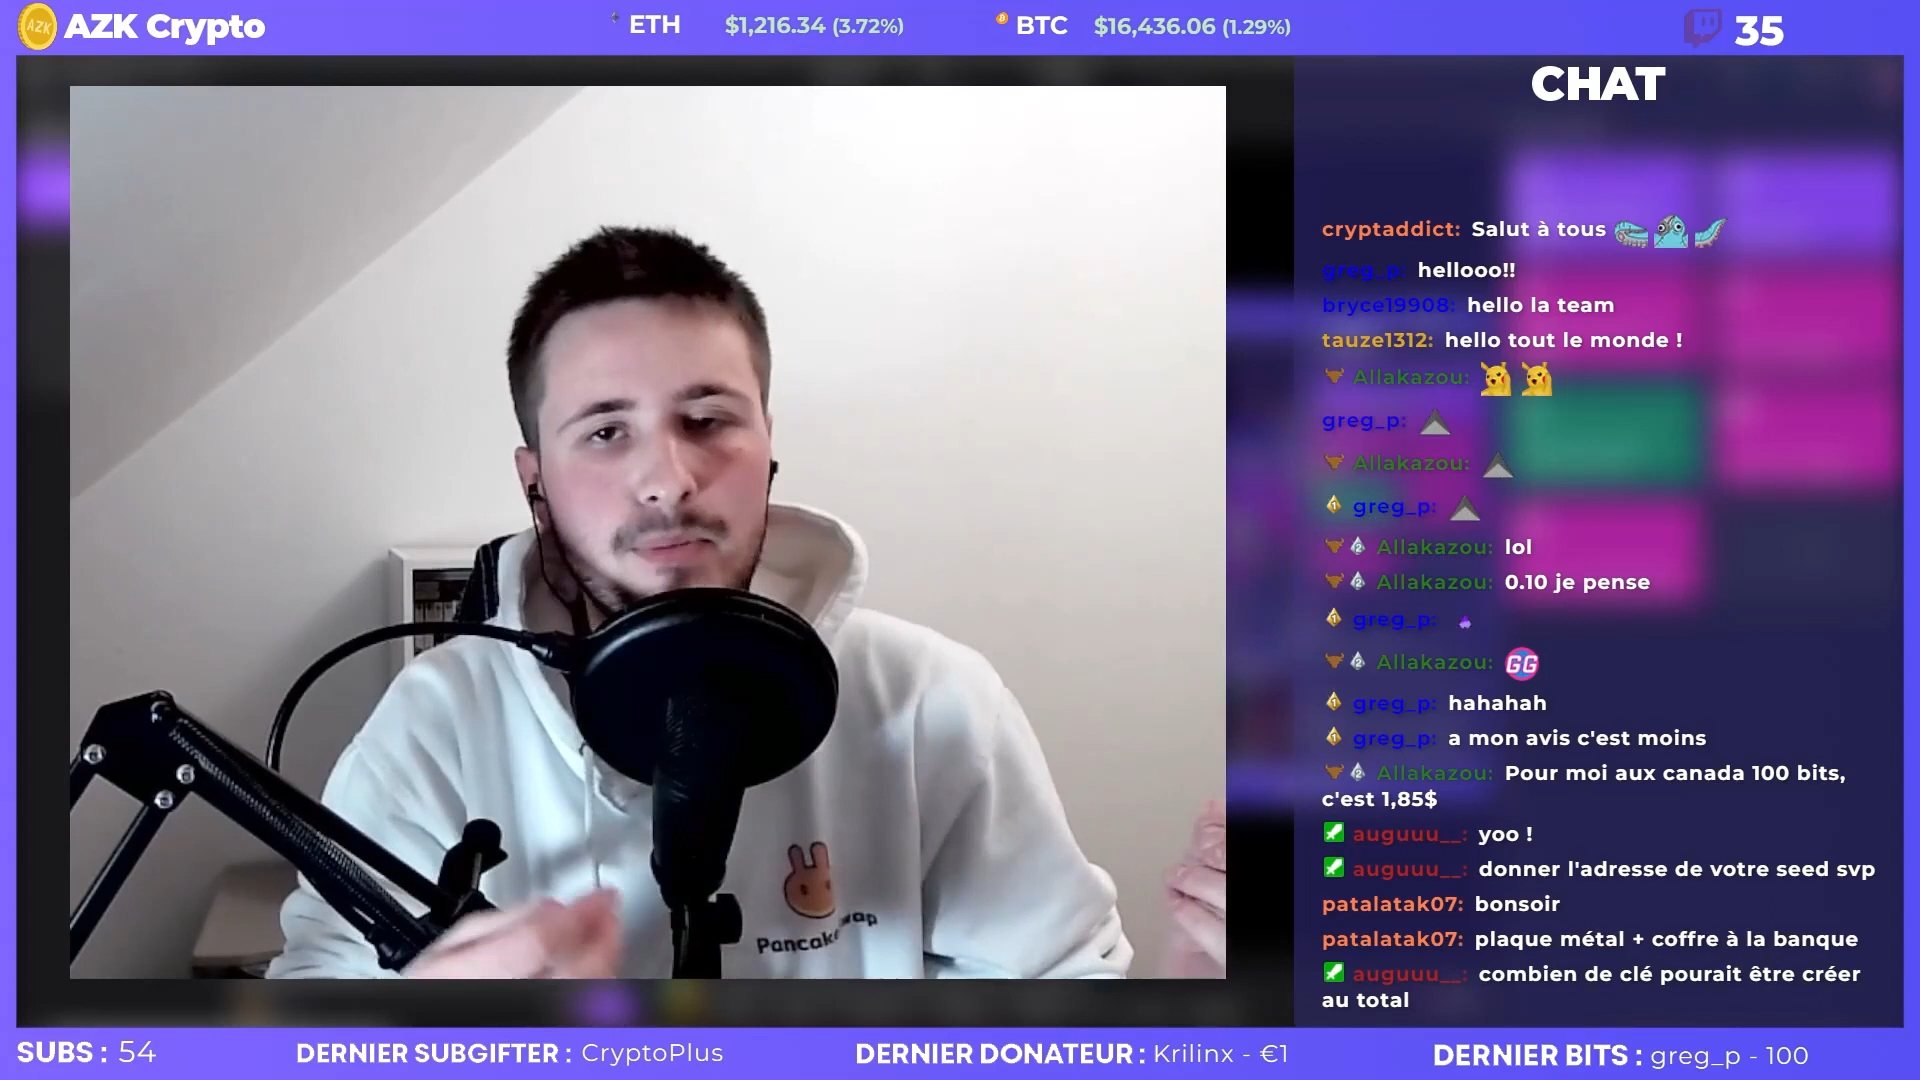 AZK Crypto
ETH $1,216.34 (3.72%)
BTC $16,436.06 (1.29%)
35
CHAT
cryptaddict: Salut à tous
greg_p: hellooo!!
bryce19908: hello la team
tauze1312: hello tout le monde !
Allakazou:
greg_p:
Allakazou:
greg_p:
Allakazou: lol
Allakazou: 0.10 je pense
greg_p:
Allakazou: GG
greg_p: hahahah
greg_p: a mon avis c'est moins
Allakazou: Pour moi aux canada 100 bits,
c'est 1,85$
auguuu__: yoo !
auguuu__: donner l'adresse de votre seed svp
patalatak07: bonsoir
patalatak07: plaque métal + coffre à la banque
auguuu__: combien de clé pourait être créer
au total
SUBS : 54
DERNIER SUBGIFTER : CryptoPlus
DERNIER DONATEUR : Krilinx - €1
DERNIER BITS : greg_p - 100